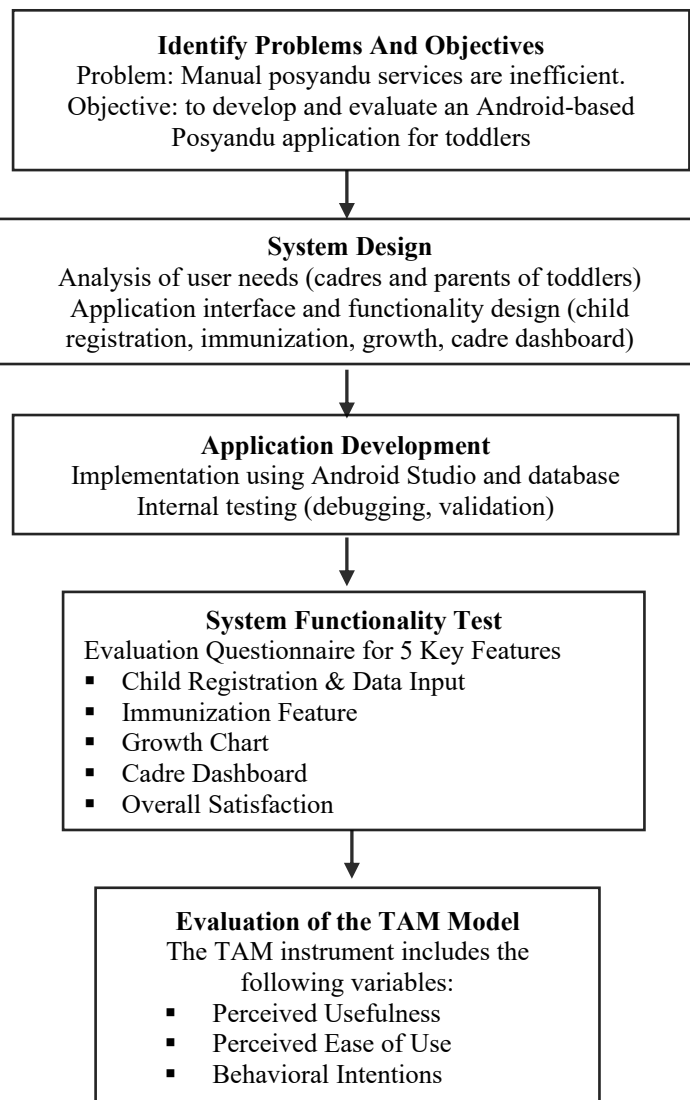 Identify Problems And Objectives
Problem: Manual posyandu services are inefficient.
Objective: to develop and evaluate an Android-based
Posyandu application for toddlers
System Design
Analysis of user needs (cadres and parents of toddlers)
Application interface and functionality design (child
registration, immunization, growth, cadre dashboard)
Application Development
Implementation using Android Studio and database
Internal testing (debugging, validation)
System Functionality Test
Evaluation Questionnaire for 5 Key Features
▪ Child Registration & Data Input
▪ Immunization Feature
▪ Growth Chart
▪ Cadre Dashboard
▪ Overall Satisfaction
Evaluation of the TAM Model
The TAM instrument includes the
following variables:
▪ Perceived Usefulness
▪ Perceived Ease of Use
▪ Behavioral Intentions